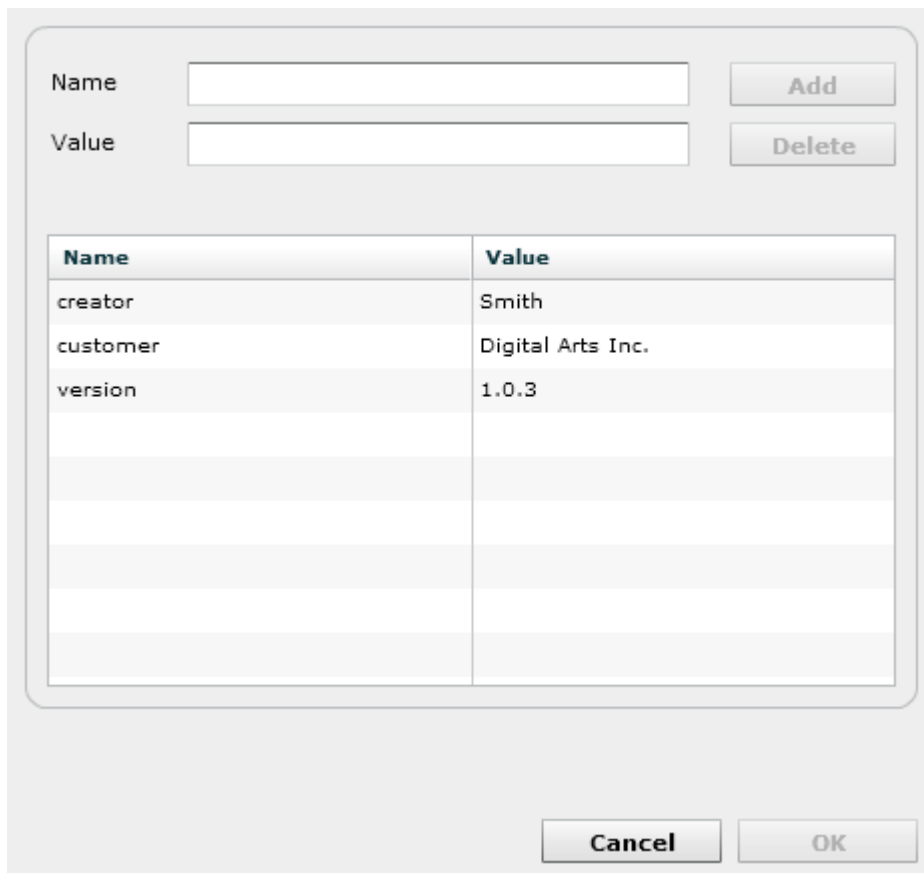 Name
Add
Value
Delete
Name Value
creator Smith
customer Digital Arts Inc.
version 1.0.3
Cancel OK